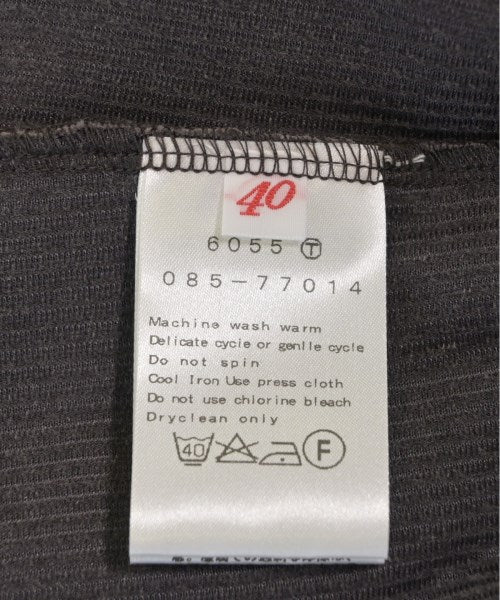 40
6055 Ⓣ
085-77014
Machine wash warm
Delicate cycle or genlle cycle
Do not spin
Cool Iron Use press cloth
Do not use chlorine bleach
Dryclean only
40 F